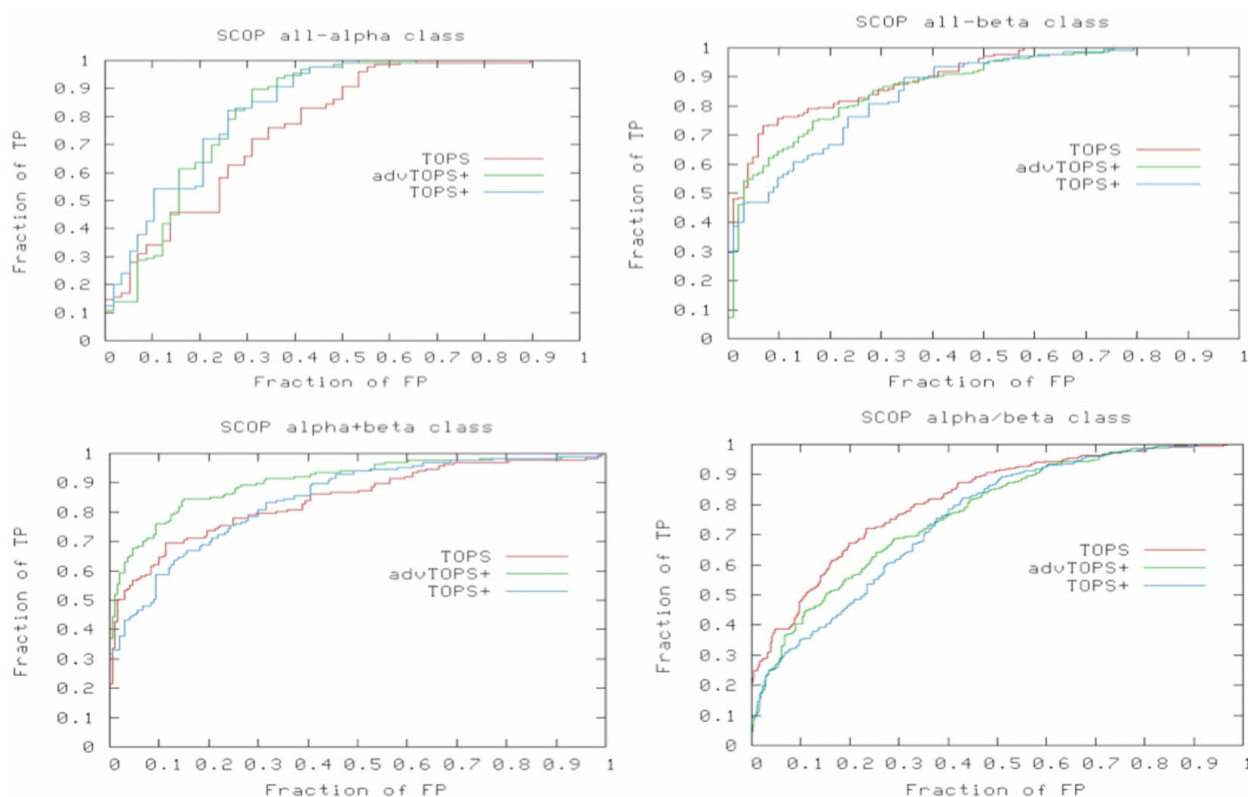 SCOP all-alpha class
1
0.9
0.8
0.7
0.6
0.5
0.4
0.3
0.2
0.1
0
Fraction of TP
TOPS
advTOPS+
TOPS+
0 0.1 0.2 0.3 0.4 0.5 0.6 0.7 0.8 0.9 1
Fraction of FP
SCOP all-beta class
1
0.9
0.8
0.7
0.6
0.5
0.4
0.3
0.2
0.1
0
Fraction of TP
TOPS
advTOPS+
TOPS+
0 0.1 0.2 0.3 0.4 0.5 0.6 0.7 0.8 0.9 1
Fraction of FP
SCOP alpha+beta class
1
0.9
0.8
0.7
0.6
0.5
0.4
0.3
0.2
0.1
0
Fraction of TP
TOPS
advTOPS+
TOPS+
0 0.1 0.2 0.3 0.4 0.5 0.6 0.7 0.8 0.9 1
Fraction of FP
SCOP alpha/beta class
1
0.9
0.8
0.7
0.6
0.5
0.4
0.3
0.2
0.1
0
Fraction of TP
TOPS
advTOPS+
TOPS+
0 0.1 0.2 0.3 0.4 0.5 0.6 0.7 0.8 0.9 1
Fraction of FP